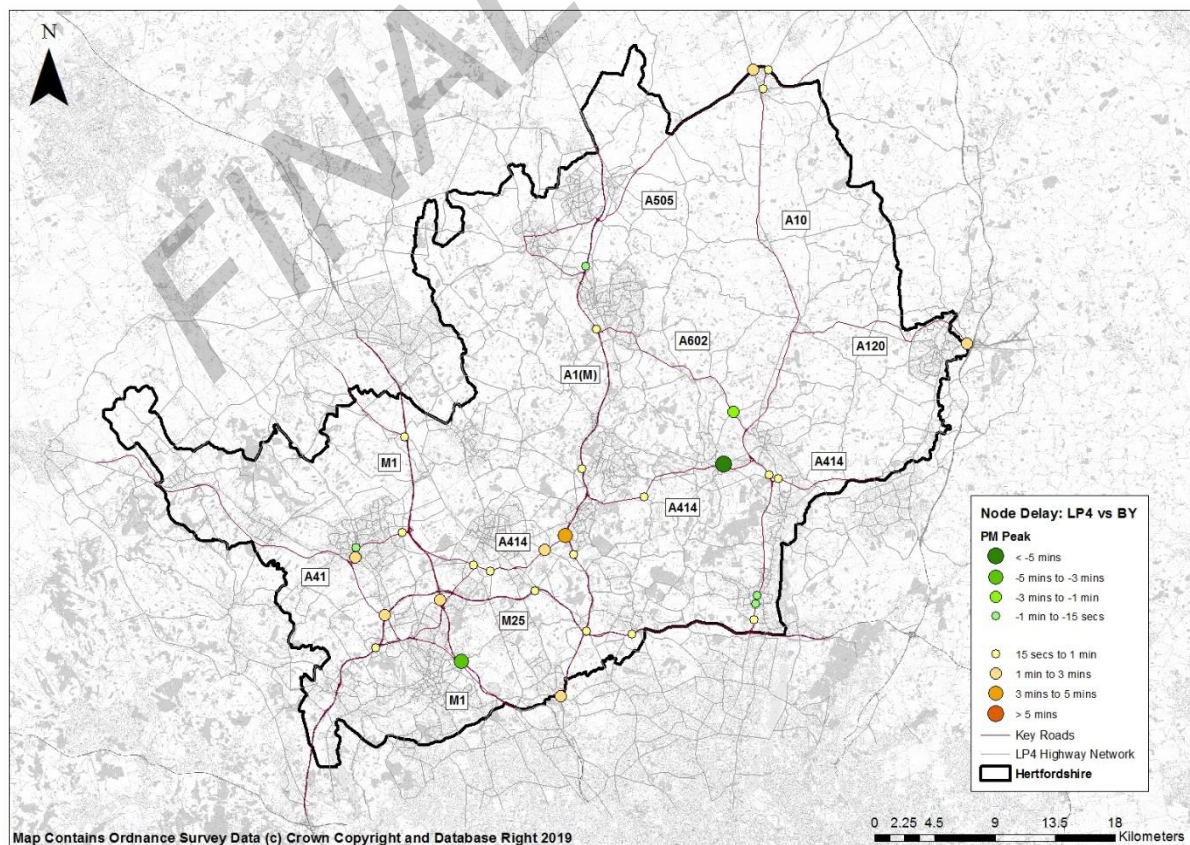 FINAL
N
A505
A10
A602
A120
A1(M)
M1
A414
A414
A414
A41
M25
M1
Node Delay: LP4 vs BY
PM Peak
< -5 mins
-5 mins to -3 mins
-3 mins to -1 min
-1 min to -15 secs
15 secs to 1 min
1 min to 3 mins
3 mins to 5 mins
> 5 mins
Key Roads
LP4 Highway Network
Hertfordshire
0 2.25 4.5 9 13.5 18
Kilometers
Map Contains Ordnance Survey Data (c) Crown Copyright and Database Right 2019